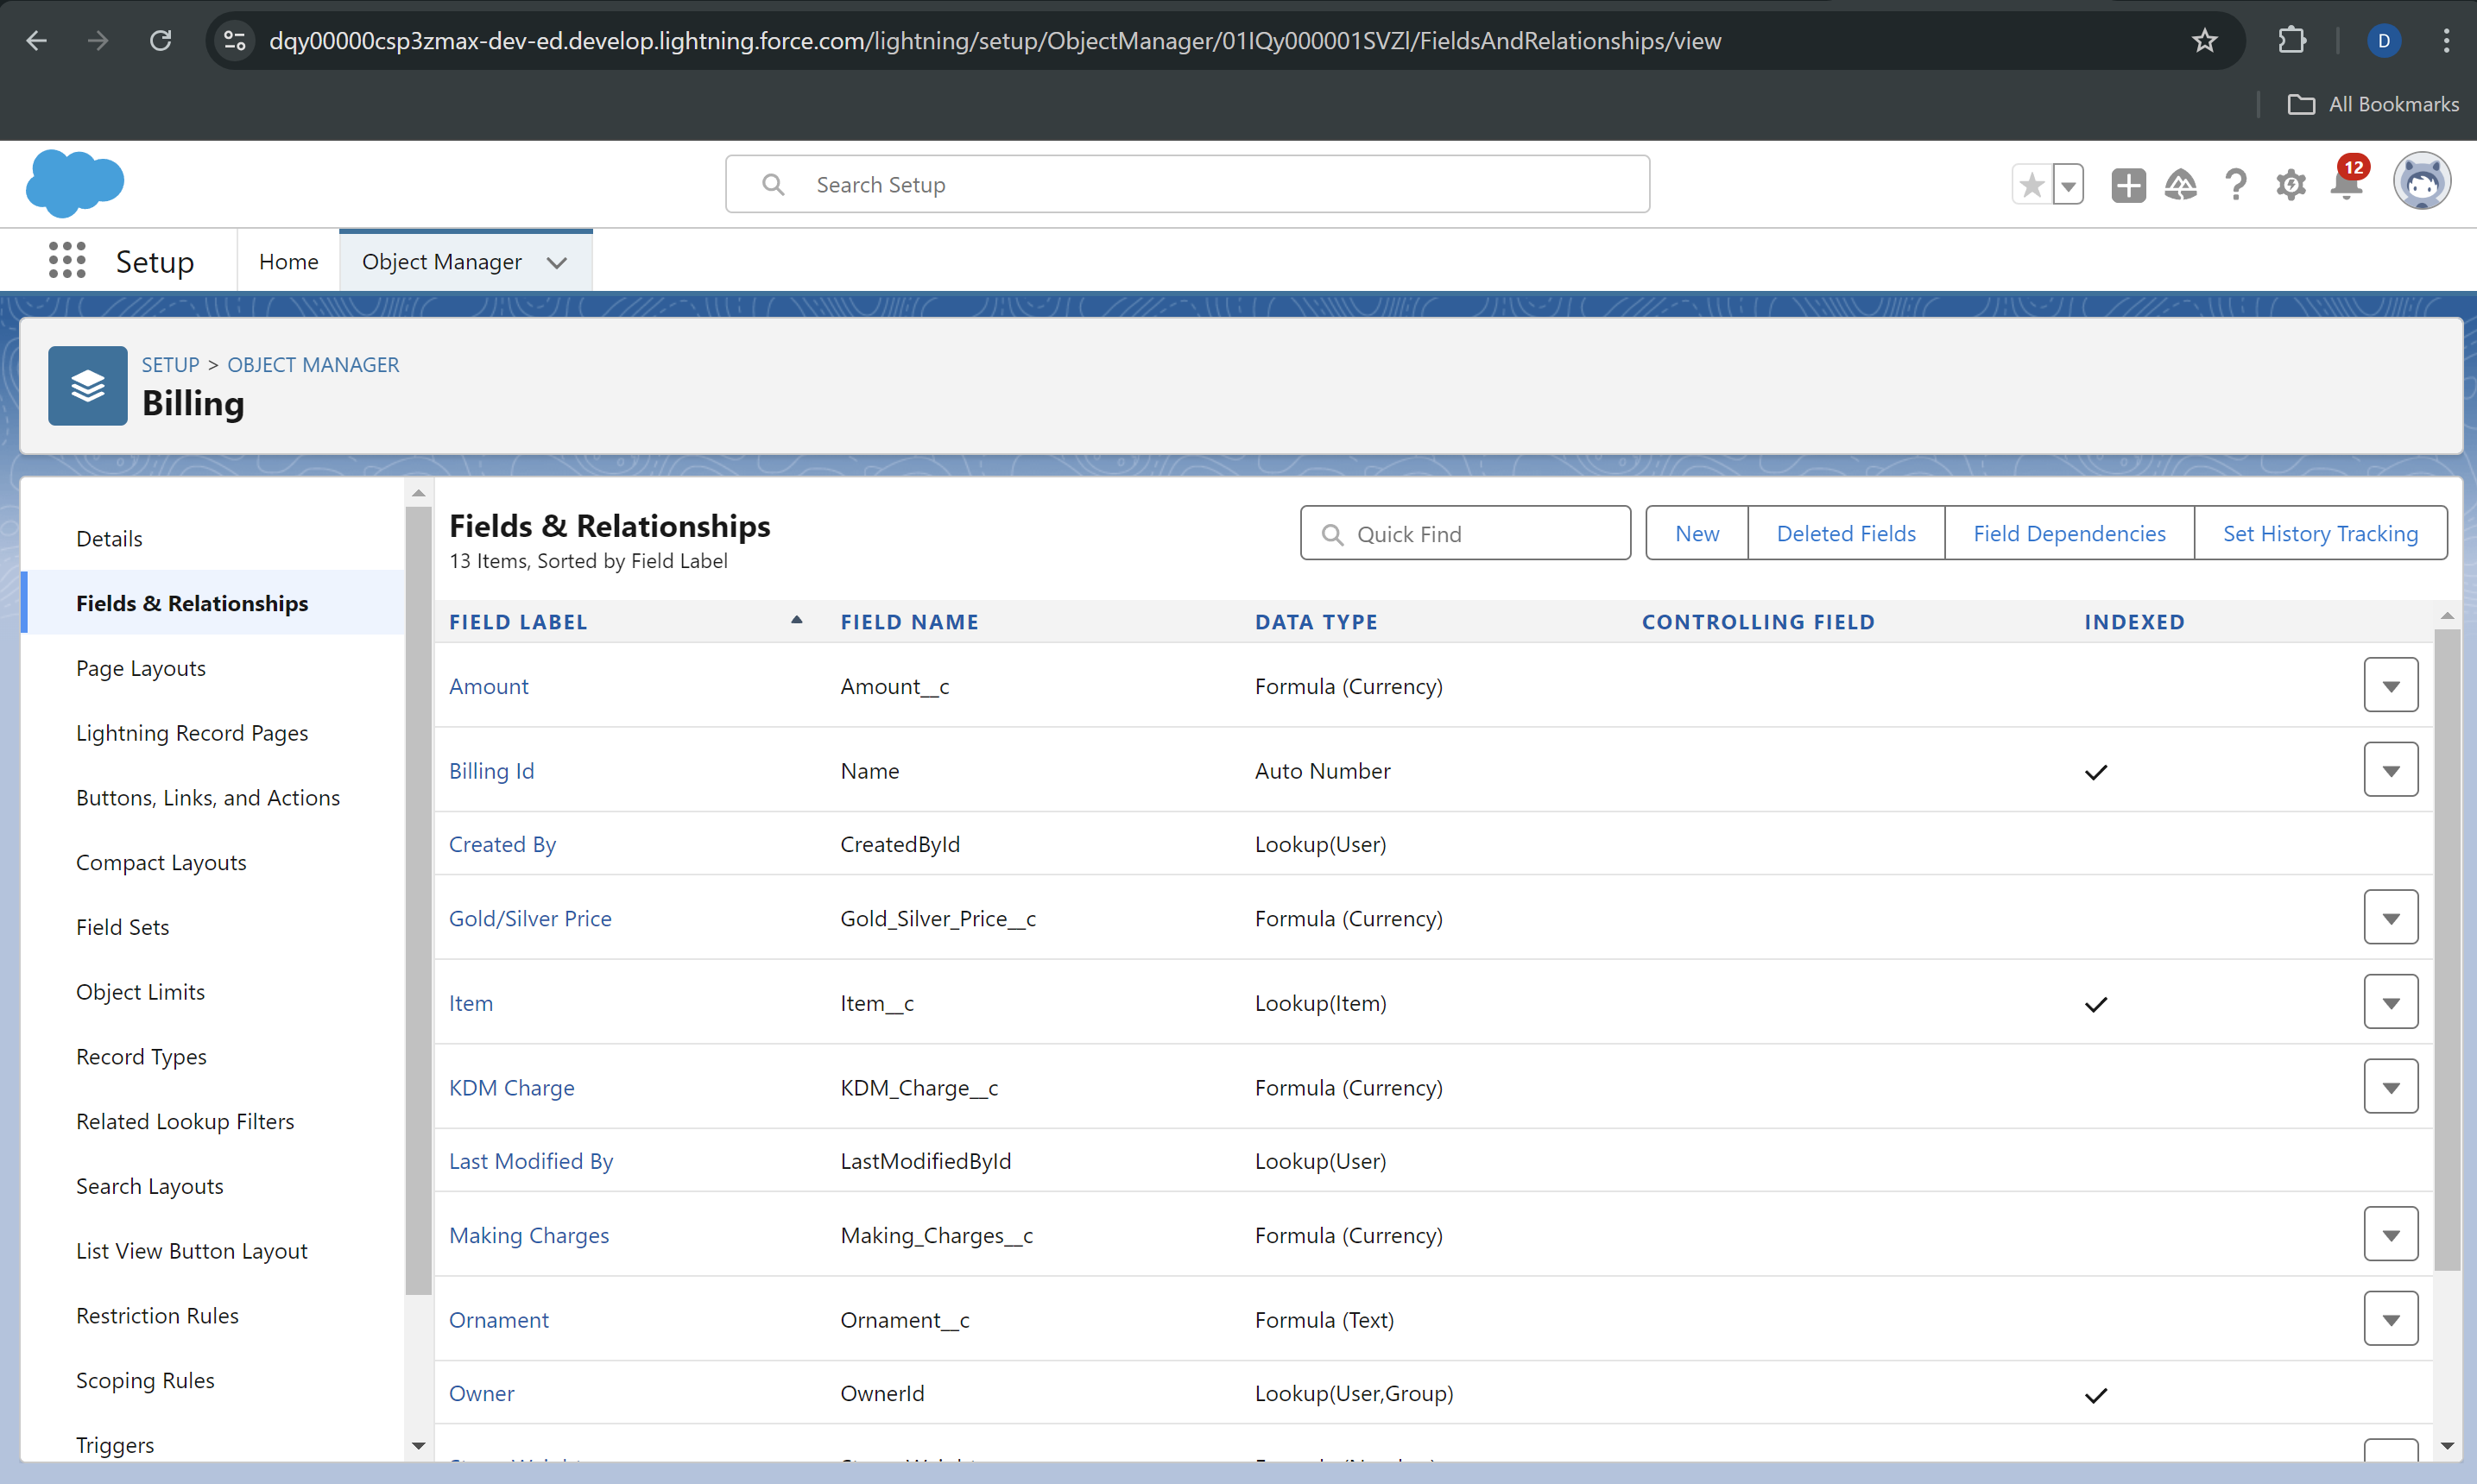 dqy00000csp3zmax-dev-ed.develop.lightning.force.com/lightning/setup/ObjectManager/01IQy000001SVZl/FieldsAndRelationships/view
D
All Bookmarks
Search Setup
12
Setup
Home
Object Manager
SETUP > OBJECT MANAGER
Billing
Details
Fields & Relationships
Page Layouts
Lightning Record Pages
Buttons, Links, and Actions
Compact Layouts
Field Sets
Object Limits
Record Types
Related Lookup Filters
Search Layouts
List View Button Layout
Restriction Rules
Scoping Rules
Triggers
Fields & Relationships
13 Items, Sorted by Field Label
Quick Find
New
Deleted Fields
Field Dependencies
Set History Tracking
FIELD LABEL FIELD NAME DATA TYPE CONTROLLING FIELD INDEXED
Amount Amount__c Formula (Currency)
Billing Id Name Auto Number
Created By CreatedById Lookup(User)
Gold/Silver Price Gold_Silver_Price__c Formula (Currency)
Item Item__c Lookup(Item)
KDM Charge KDM_Charge__c Formula (Currency)
Last Modified By LastModifiedById Lookup(User)
Making Charges Making_Charges__c Formula (Currency)
Ornament Ornament__c Formula (Text)
Owner OwnerId Lookup(User,Group)